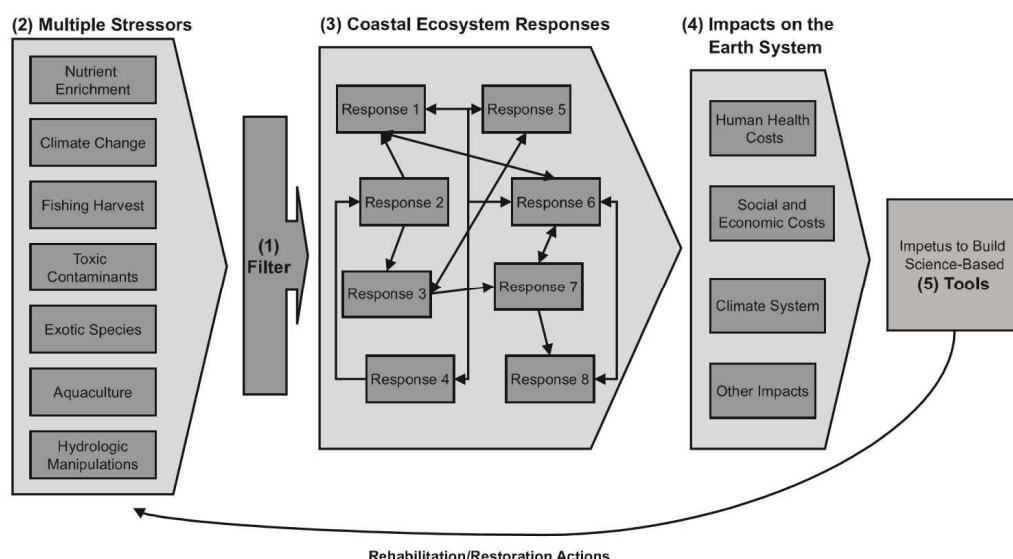 (2) Multiple Stressors
Nutrient
Enrichment
Climate Change
Fishing Harvest
Toxic
Contaminants
Exotic Species
Aquaculture
Hydrologic
Manipulations
(1)
Filter
(3) Coastal Ecosystem Responses
Response 1
Response 5
Response 2
Response 6
Response 3
Response 7
Response 4
Response 8
(4) Impacts on the
Earth System
Human Health
Costs
Social and
Economic Costs
Climate System
Other Impacts
Impetus to Build
Science-Based
(5) Tools
Rehabilitation/Restoration Actions